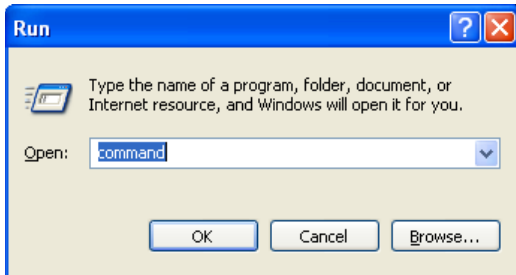 Run
Type the name of a program, folder, document, or
Internet resource, and Windows will open it for you.
Open: command
OK Cancel Browse...